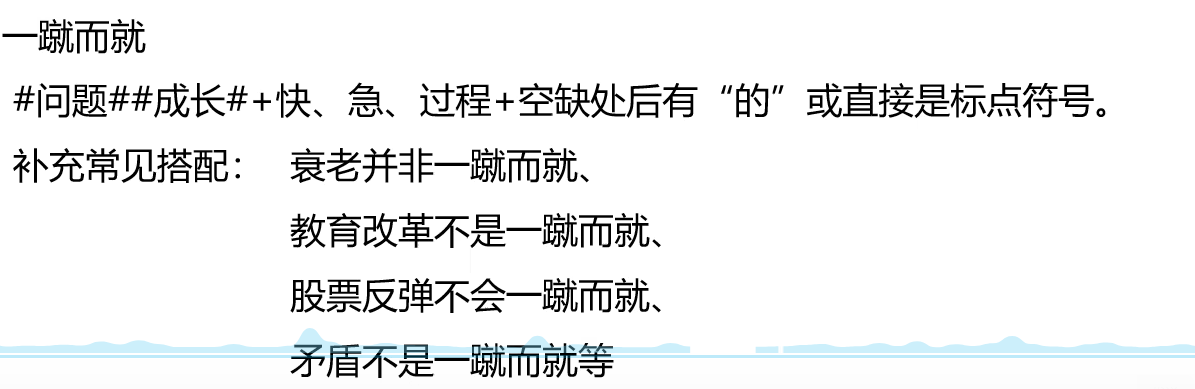 一蹴而就
#问题##成长#+快、急、过程+空缺处后有“的”或直接是标点符号。
补充常见搭配： 衰老并非一蹴而就、
教育改革不是一蹴而就、
股票反弹不会一蹴而就、
矛盾不是一蹴而就等